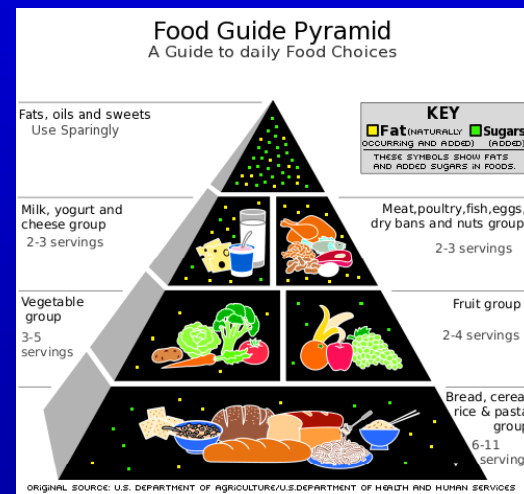 Food Guide Pyramid
A Guide to daily Food Choices
KEY
Fat (NATURALLY Sugars
OCCURING AND ADDED) (ADDED)
THESE SYMBOLS SHOW FATS
AND ADDED SUGARS IN FOODS.
Fats, oils and sweets
Use Sparingly
Milk, yogurt and
cheese group
2-3 servings
Meat,poultry,fish,eggs,
dry bans and nuts group
2-3 servings
Vegetable
group
3-5
servings
Fruit group
2-4 servings
Bread, cerea
rice & pasta
group
6-11
serving
ORIGINAL SOURCE: U.S. DEPARTMENT OF AGRICULTURE/U.S.DEPARTMENT OF HEALTH AND HUMAN SERVICES